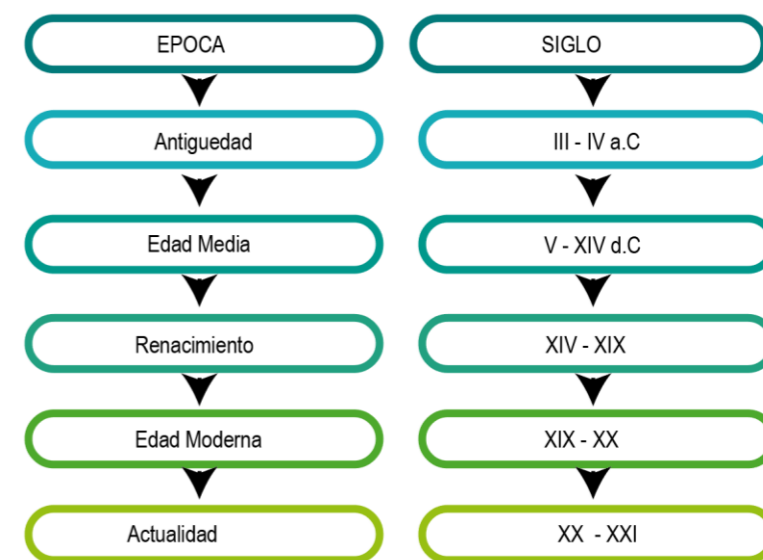 EPOCA
SIGLO
Antiguedad
III - IV a.C
Edad Media
V - XIV d.C
Renacimiento
XIV - XIX
Edad Moderna
XIX - XX
Actualidad
XX - XXI